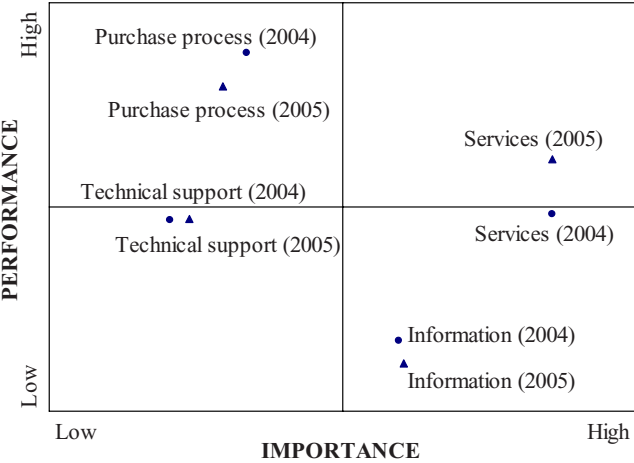 High
Purchase process (2004)
Purchase process (2005)
Services (2005)
PERFORMANCE
Technical support (2004)
Services (2004)
Technical support (2005)
Information (2004)
Information (2005)
Low
Low
High
IMPORTANCE